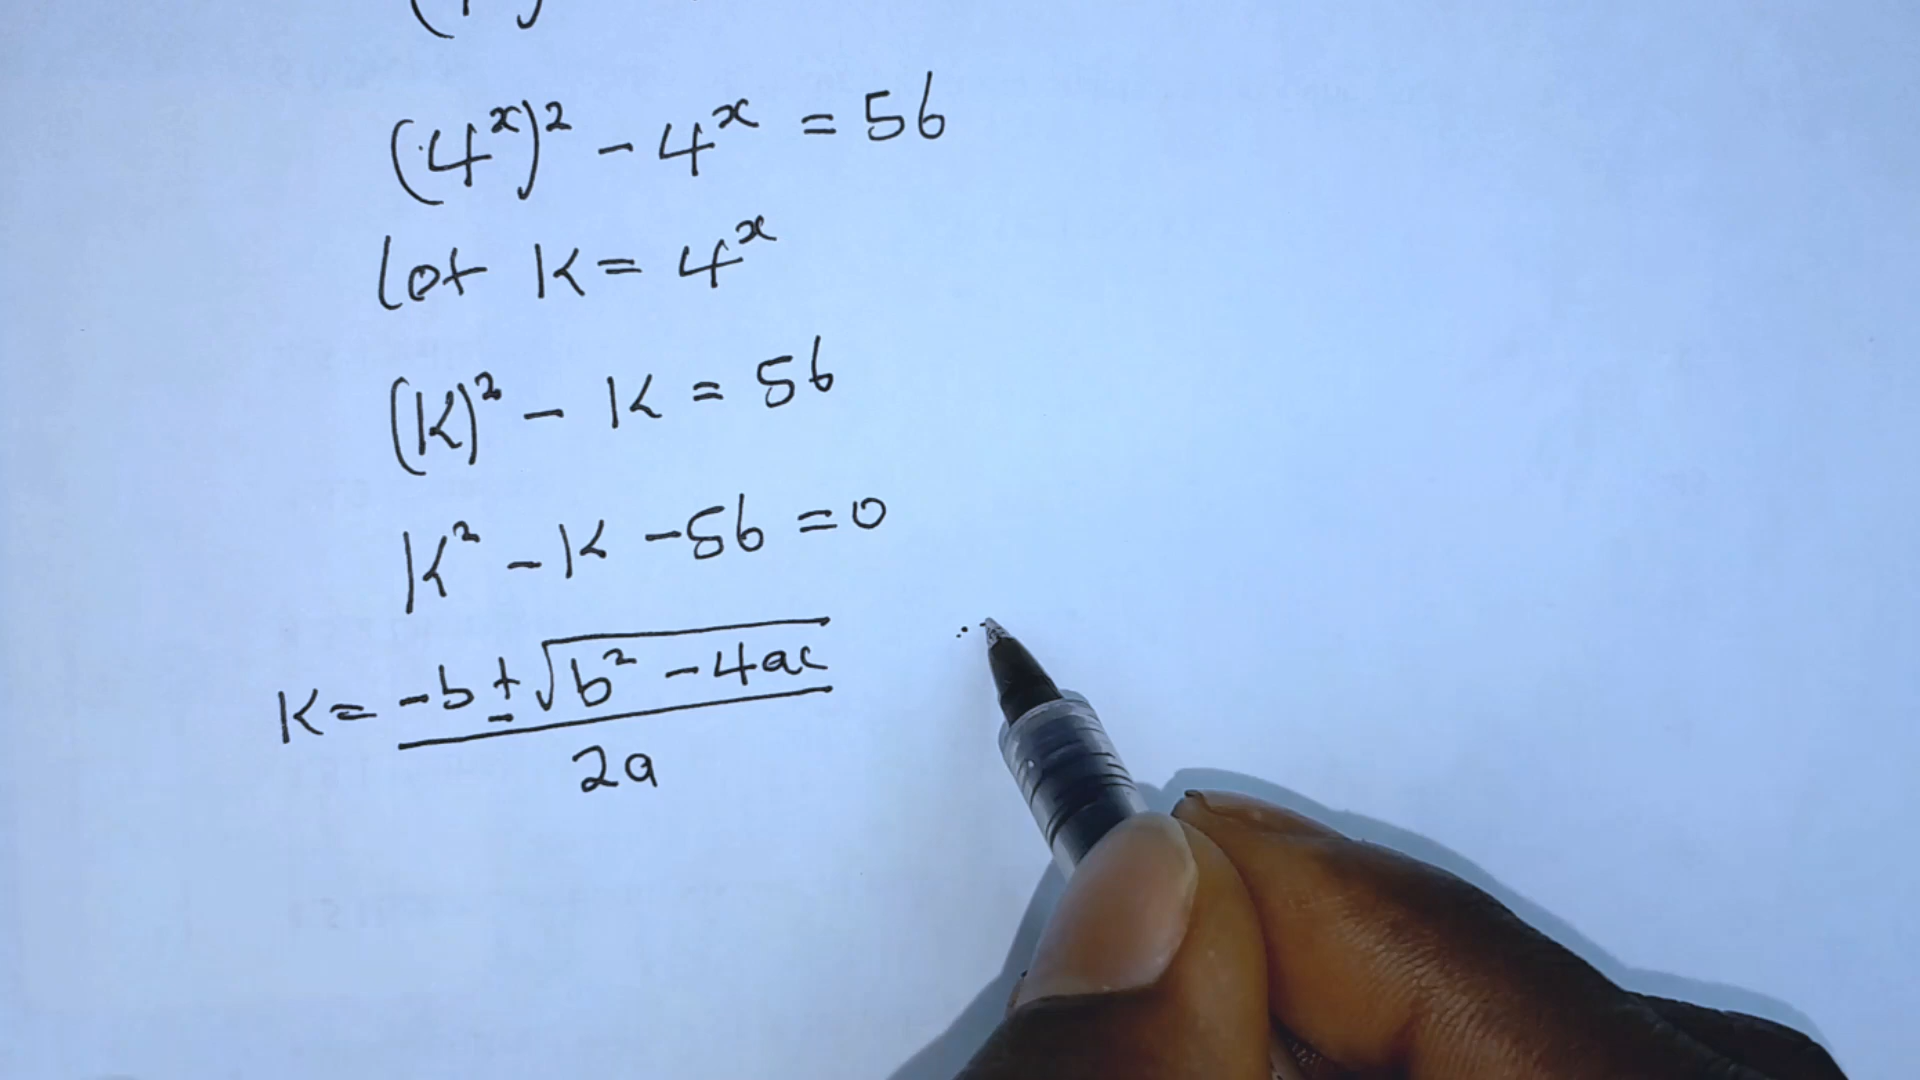 (4^x)^2 - 4^x = 56
let K = 4^x
(K)^2 - K = 56
K^2 - K - 56 = 0
K = (-b ± √(b^2 - 4ac)) / 2a